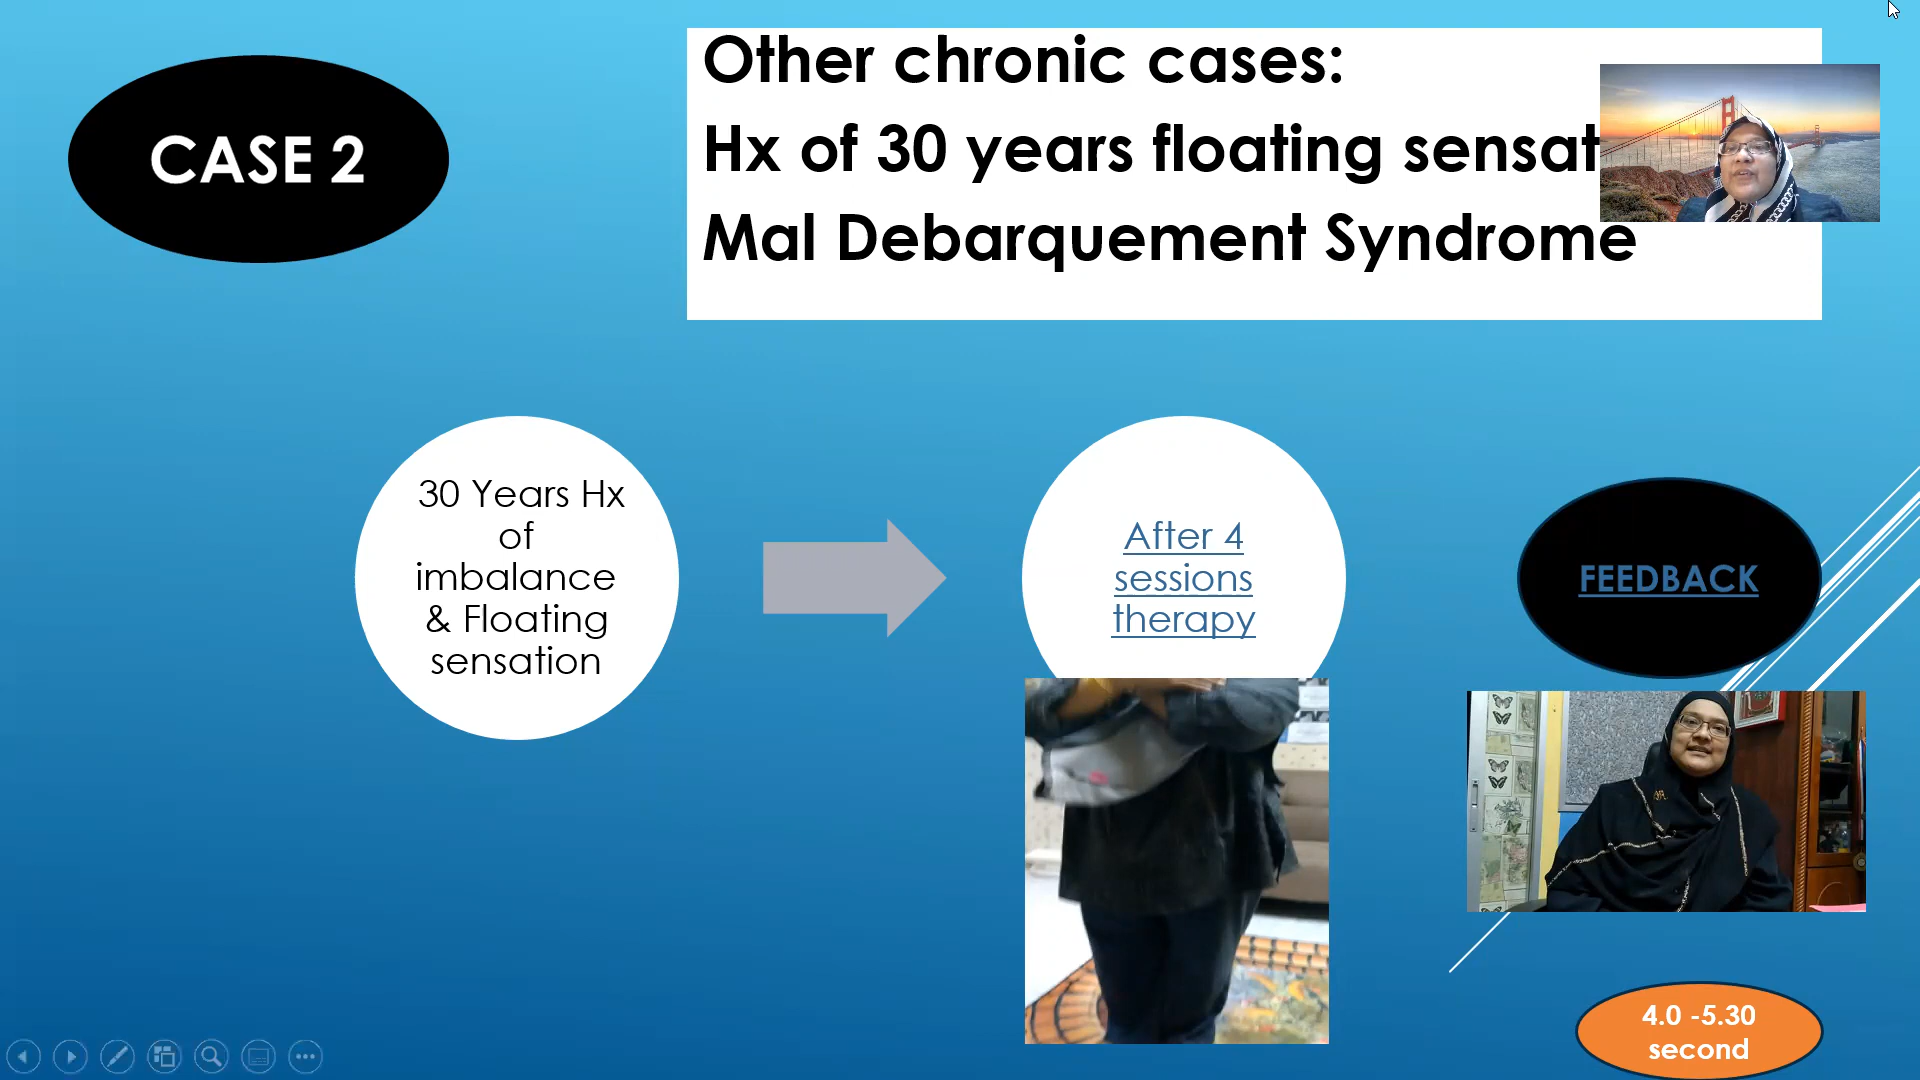 CASE 2
Other chronic cases:
Hx of 30 years floating sensat
Mal Debarquement Syndrome
30 Years Hx
of
imbalance
& Floating
sensation
After 4
sessions
therapy
FEEDBACK
4.0 -5.30
second